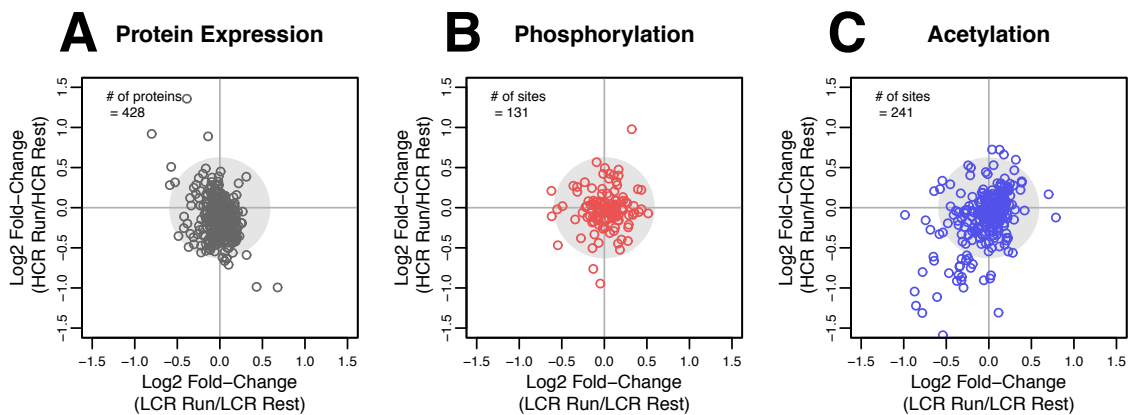 A Protein Expression
# of proteins
= 428
1.5
1.0
0.5
0.0
−0.5
−1.0
−1.5
Log2 Fold−Change
(HCR Run/HCR Rest)
−1.5 −1.0 −0.5 0.0 0.5 1.0 1.5
Log2 Fold−Change
(LCR Run/LCR Rest)
B Phosphorylation
# of sites
= 131
1.5
1.0
0.5
0.0
−0.5
−1.0
−1.5
Log2 Fold−Change
(HCR Run/HCR Rest)
−1.5 −1.0 −0.5 0.0 0.5 1.0 1.5
Log2 Fold−Change
(LCR Run/LCR Rest)
C Acetylation
# of sites
= 241
1.5
1.0
0.5
0.0
−0.5
−1.0
−1.5
Log2 Fold−Change
(HCR Run/HCR Rest)
−1.5 −1.0 −0.5 0.0 0.5 1.0 1.5
Log2 Fold−Change
(LCR Run/LCR Rest)